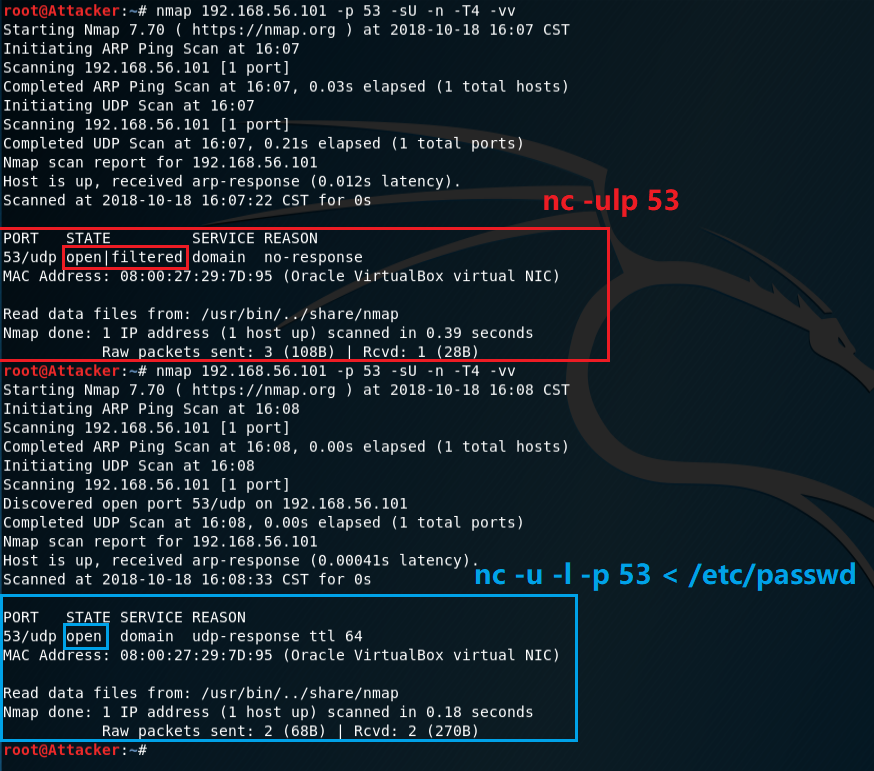 root@Attacker:~# nmap 192.168.56.101 -p 53 -sU -n -T4 -vv
Starting Nmap 7.70 ( https://nmap.org ) at 2018-10-18 16:07 CST
Initiating ARP Ping Scan at 16:07
Scanning 192.168.56.101 [1 port]
Completed ARP Ping Scan at 16:07, 0.03s elapsed (1 total hosts)
Initiating UDP Scan at 16:07
Scanning 192.168.56.101 [1 port]
Completed UDP Scan at 16:07, 0.21s elapsed (1 total ports)
Nmap scan report for 192.168.56.101
Host is up, received arp-response (0.012s latency).
Scanned at 2018-10-18 16:07:22 CST for 0s
nc -ulp 53
PORT   STATE         SERVICE REASON
53/udp open|filtered domain  no-response
MAC Address: 08:00:27:29:7D:95 (Oracle VirtualBox virtual NIC)
Read data files from: /usr/bin/../share/nmap
Nmap done: 1 IP address (1 host up) scanned in 0.39 seconds
           Raw packets sent: 3 (108B) | Rcvd: 1 (28B)
root@Attacker:~# nmap 192.168.56.101 -p 53 -sU -n -T4 -vv
Starting Nmap 7.70 ( https://nmap.org ) at 2018-10-18 16:08 CST
Initiating ARP Ping Scan at 16:08
Scanning 192.168.56.101 [1 port]
Completed ARP Ping Scan at 16:08, 0.00s elapsed (1 total hosts)
Initiating UDP Scan at 16:08
Scanning 192.168.56.101 [1 port]
Discovered open port 53/udp on 192.168.56.101
Completed UDP Scan at 16:08, 0.00s elapsed (1 total ports)
Nmap scan report for 192.168.56.101
Host is up, received arp-response (0.00041s latency).
Scanned at 2018-10-18 16:08:33 CST for 0s
nc -u -l -p 53 < /etc/passwd
PORT   STATE SERVICE REASON
53/udp open  domain  udp-response ttl 64
MAC Address: 08:00:27:29:7D:95 (Oracle VirtualBox virtual NIC)
Read data files from: /usr/bin/../share/nmap
Nmap done: 1 IP address (1 host up) scanned in 0.18 seconds
           Raw packets sent: 2 (68B) | Rcvd: 2 (270B)
root@Attacker:~#